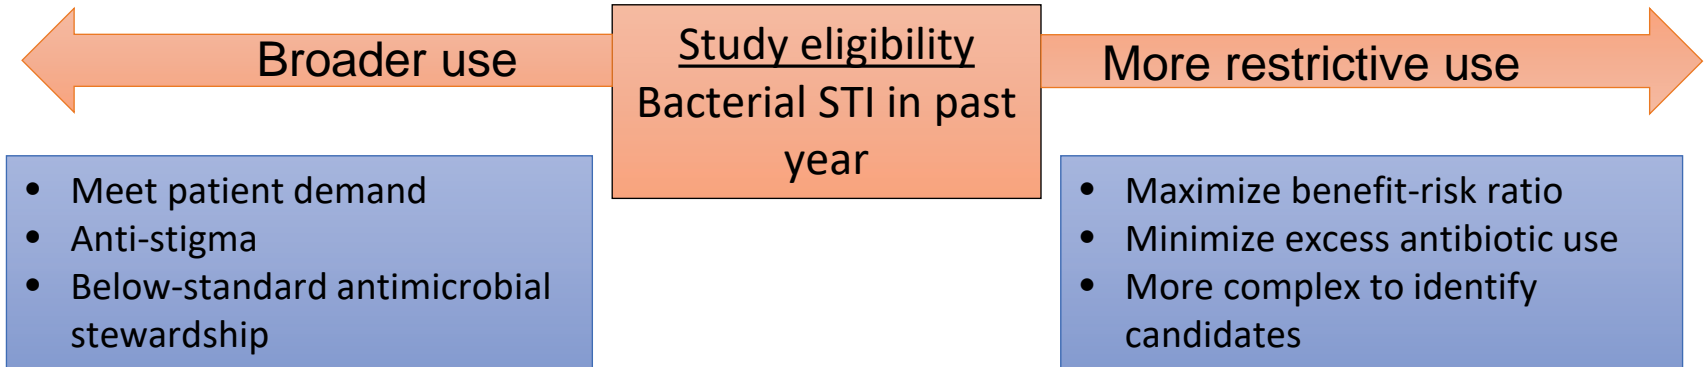 Broader use
Study eligibility
Bacterial STI in past
year
More restrictive use
• Meet patient demand
• Anti-stigma
• Below-standard antimicrobial
stewardship
• Maximize benefit-risk ratio
• Minimize excess antibiotic use
• More complex to identify
candidates